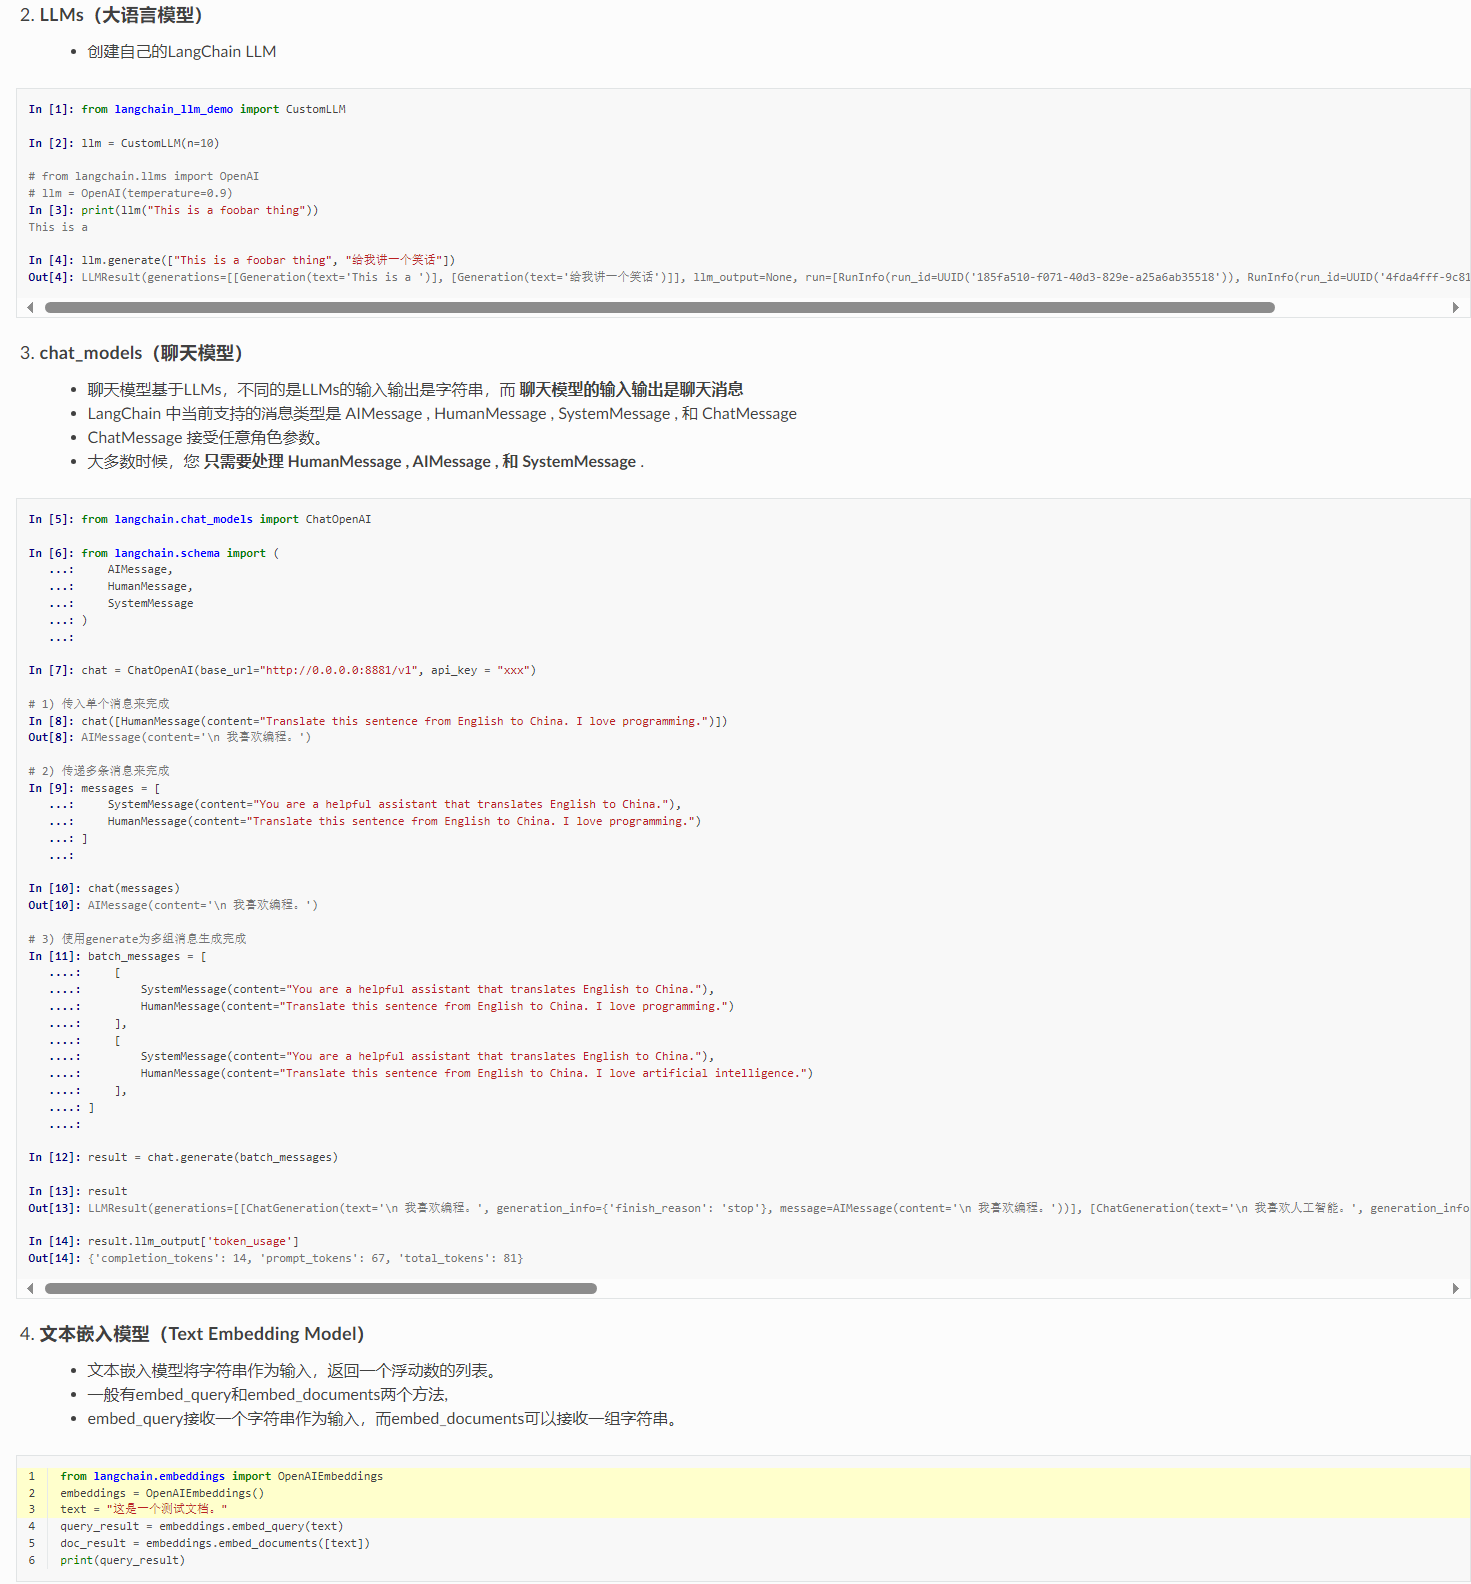 2. LLMs（大语言模型）
• 创建自己的LangChain LLM
In [1]: from langchain_llm_demo import CustomLLM
In [2]: llm = CustomLLM(n=10)
# from langchain.llms import OpenAI
# llm = OpenAI(temperature=0.9)
In [3]: print(llm("This is a foobar thing"))
This is a
In [4]: llm.generate(["This is a foobar thing", "给我讲一个笑话"])
Out[4]: LLMResult(generations=[[Generation(text='This is a ')], [Generation(text='给我讲一个笑话')]], llm_output=None, run=[RunInfo(run_id=UUID('185fa510-f071-40d3-829e-a25a6ab35518')), RunInfo(run_id=UUID('4fda4fff-9c81
3. chat_models（聊天模型）
• 聊天模型基于LLMs，不同的是LLMs的输入输出是字符串，而 聊天模型的输入输出是聊天消息
• LangChain 中当前支持的消息类型是 AIMessage , HumanMessage , SystemMessage , 和 ChatMessage
• ChatMessage 接受任意角色参数。
• 大多数时候，您 只需要处理 HumanMessage , AIMessage , 和 SystemMessage .
In [5]: from langchain.chat_models import ChatOpenAI
In [6]: from langchain.schema import (
...: AIMessage,
...: HumanMessage,
...: SystemMessage
...: )
...:
In [7]: chat = ChatOpenAI(base_url="http://0.0.0.0:8881/v1", api_key = "xxx")
# 1) 传入单个消息来完成
In [8]: chat([HumanMessage(content="Translate this sentence from English to China. I love programming.")])
Out[8]: AIMessage(content='\n 我喜欢编程。')
# 2) 传递多条消息来完成
In [9]: messages = [
...: SystemMessage(content="You are a helpful assistant that translates English to China."),
...: HumanMessage(content="Translate this sentence from English to China. I love programming.")
...: ]
...:
In [10]: chat(messages)
Out[10]: AIMessage(content='\n 我喜欢编程。')
# 3) 使用generate为多组消息生成完成
In [11]: batch_messages = [
....: [
....: SystemMessage(content="You are a helpful assistant that translates English to China."),
....: HumanMessage(content="Translate this sentence from English to China. I love programming.")
....: ],
....: [
....: SystemMessage(content="You are a helpful assistant that translates English to China."),
....: HumanMessage(content="Translate this sentence from English to China. I love artificial intelligence.")
....: ],
....: ]
....:
In [12]: result = chat.generate(batch_messages)
In [13]: result
Out[13]: LLMResult(generations=[[ChatGeneration(text='\n 我喜欢编程。', generation_info={'finish_reason': 'stop'}, message=AIMessage(content='\n 我喜欢编程。'))], [ChatGeneration(text='\n 我喜欢人工智能。', generation_info
In [14]: result.llm_output['token_usage']
Out[14]: {'completion_tokens': 14, 'prompt_tokens': 67, 'total_tokens': 81}
4. 文本嵌入模型（Text Embedding Model）
• 文本嵌入模型将字符串作为输入，返回一个浮动数的列表。
• 一般有embed_query和embed_documents两个方法,
• embed_query接收一个字符串作为输入，而embed_documents可以接收一组字符串。
1 from langchain.embeddings import OpenAIEmbeddings
2 embeddings = OpenAIEmbeddings()
3 text = "这是一个测试文档。"
4 query_result = embeddings.embed_query(text)
5 doc_result = embeddings.embed_documents([text])
6 print(query_result)